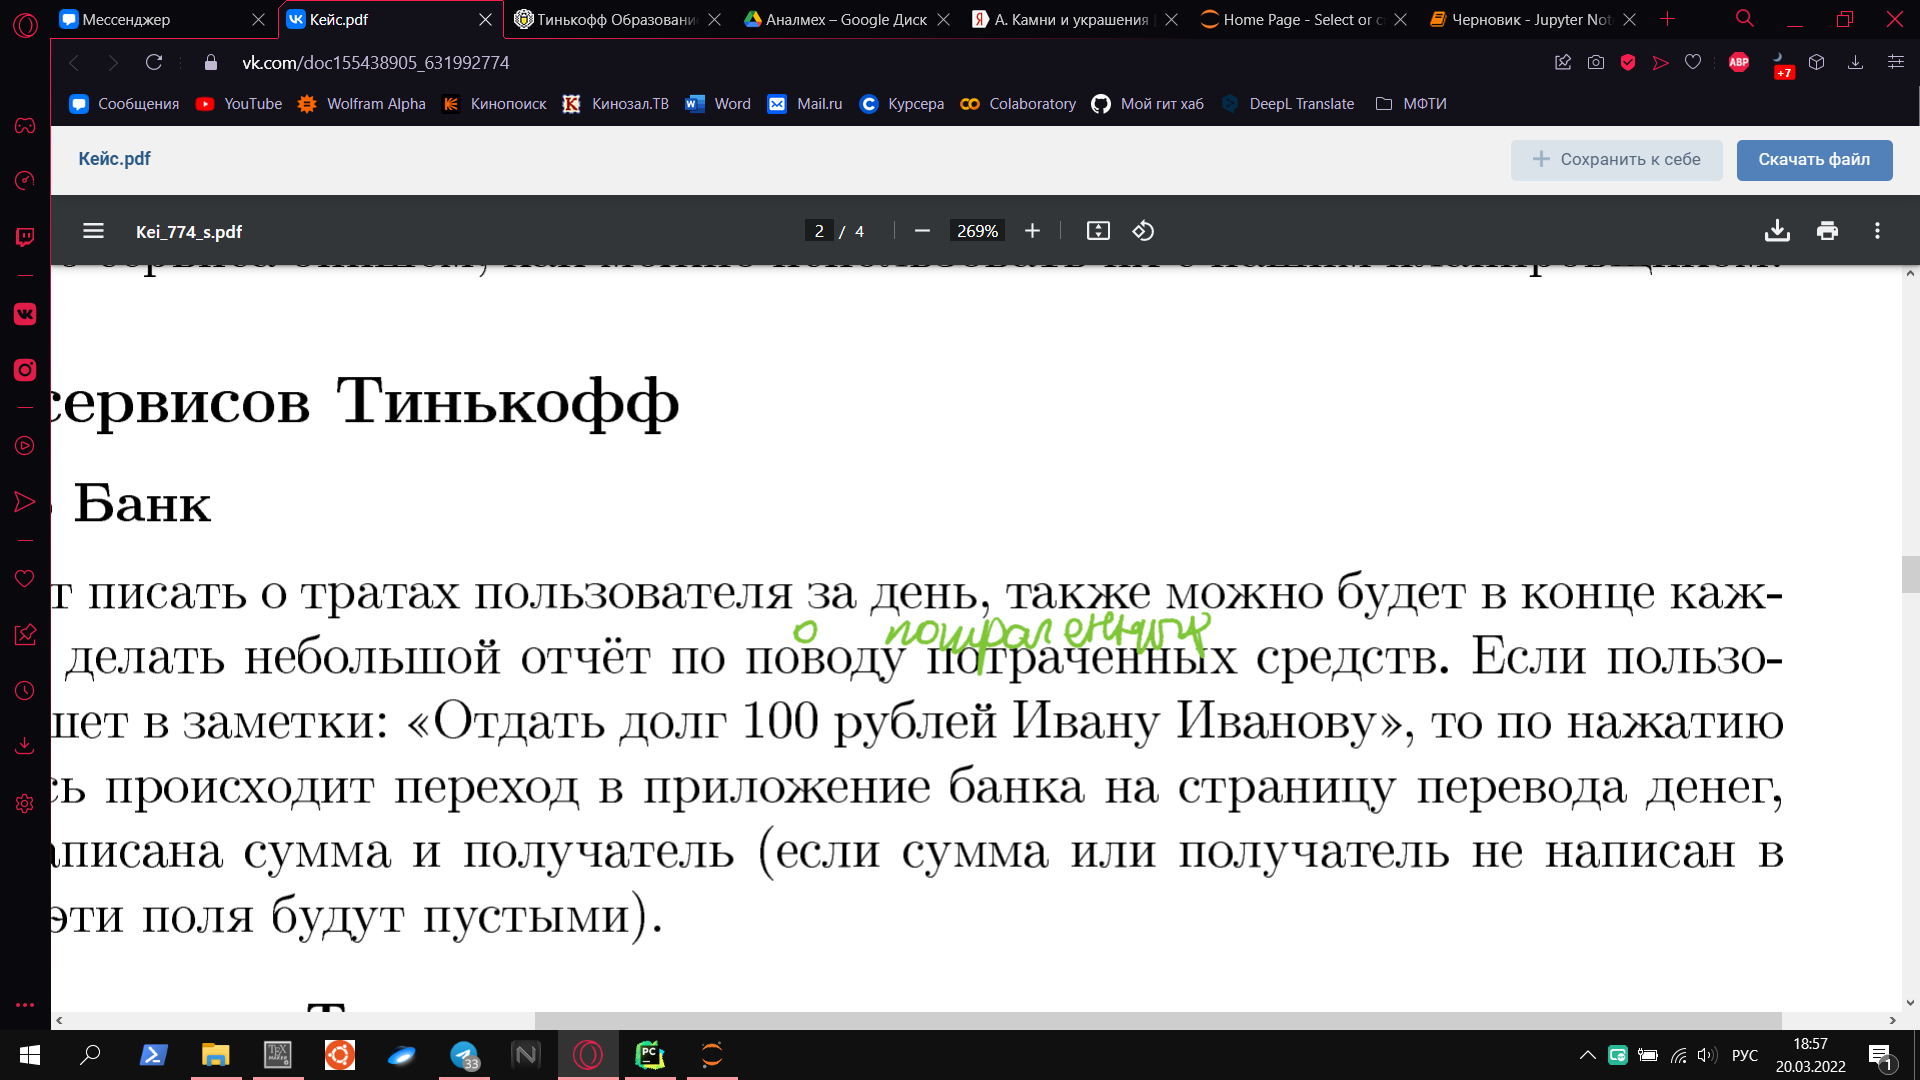 Мессенджер
Кейс.pdf
Тинькофф Образовани
Аналмех – Google Диск
А. Камни и украшения
Home Page - Select or c
Черновик - Jupyter Not
vk.com/doc155438905_631992774
ABP
+7
Сообщения
YouTube
Wolfram Alpha
Кинопоиск
Кинозал.ТВ
Word
Mail.ru
Курсера
Colaboratory
Мой гит хаб
DeepL Translate
МФТИ
Кейс.pdf
Сохранить к себе
Скачать файл
Kei_774_s.pdf
2 / 4
269%
сервисов Тинькофф
Банк
т писать о тратах пользователя за день, также можно будет в конце каж-
о
делать небольшой отчёт по поводу потраченных средств. Если пользо-
шет в заметки: «Отдать долг 100 рублей Ивану Иванову», то по нажатию
сь происходит переход в приложение банка на страницу перевода денег,
аписана сумма и получатель (если сумма или получатель не написан в
эти поля будут пустыми).
33
РУС
18:57
20.03.2022
1